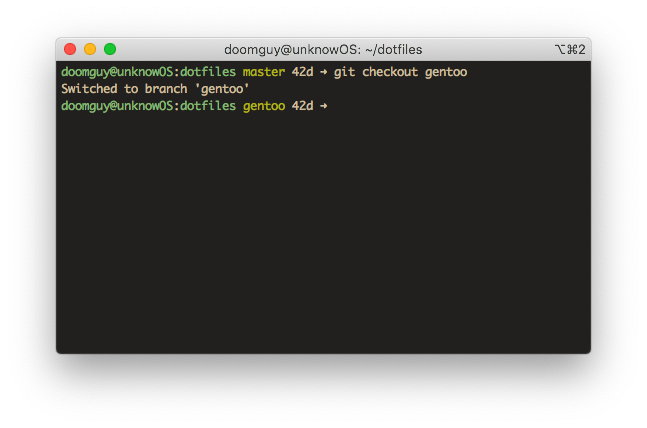 doomguy@unknowOS: ~/dotfiles ⌥⌘2
doomguy@unknowOS:dotfiles master 42d → git checkout gentoo
Switched to branch 'gentoo'
doomguy@unknowOS:dotfiles gentoo 42d →